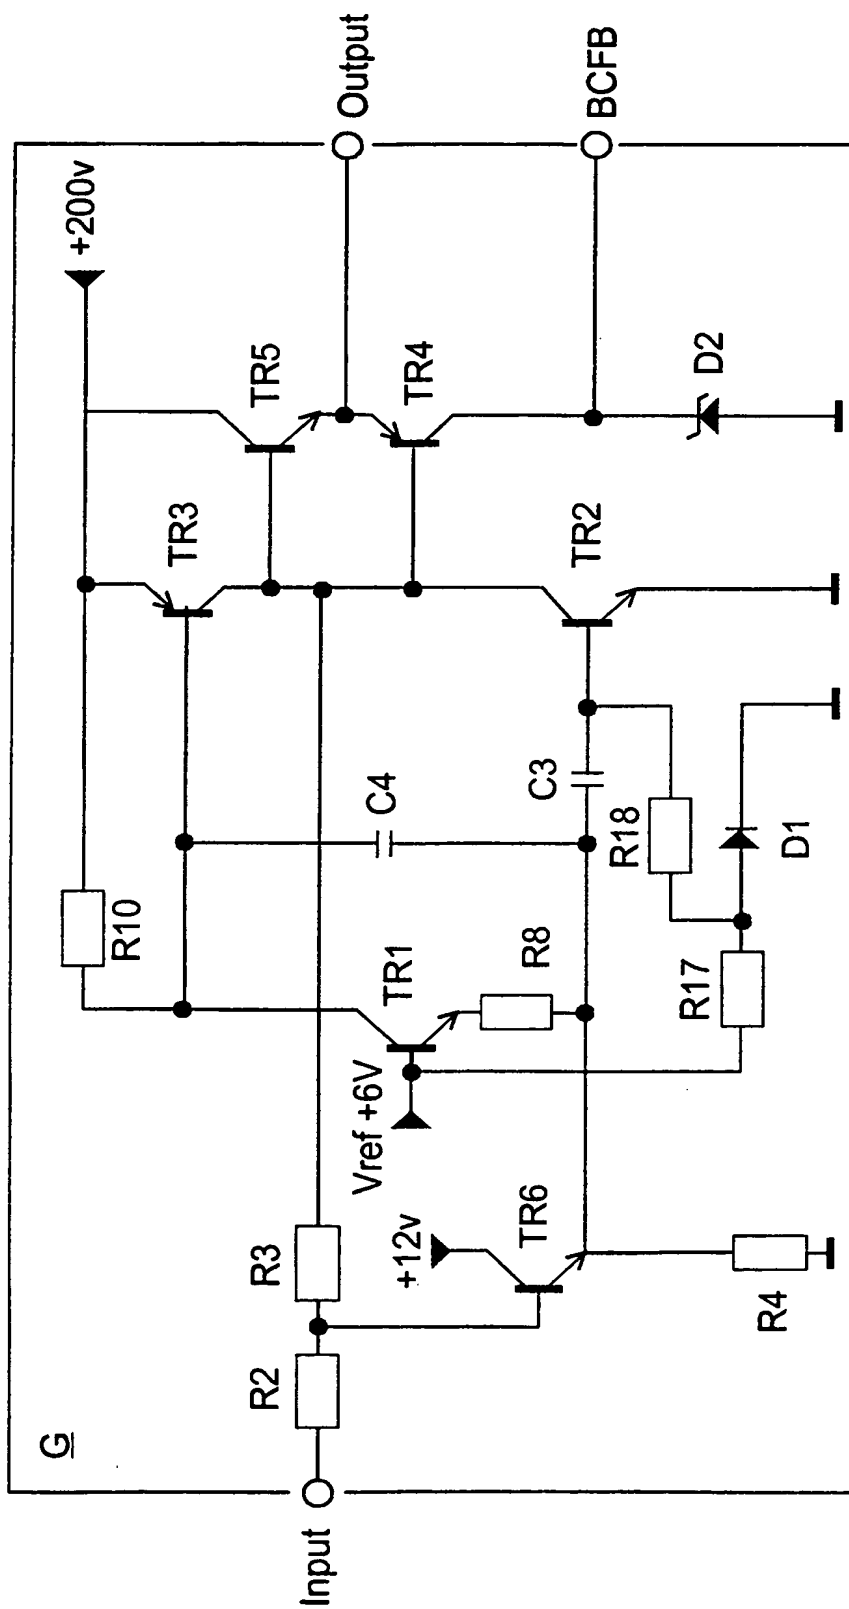 G
Input
R2
R3
+12v
TR6
R4
Vref +6V
TR1
R8
R10
C4
C3
R17
R18
D1
TR3
TR2
TR5
TR4
D2
+200v
Output
BCFB